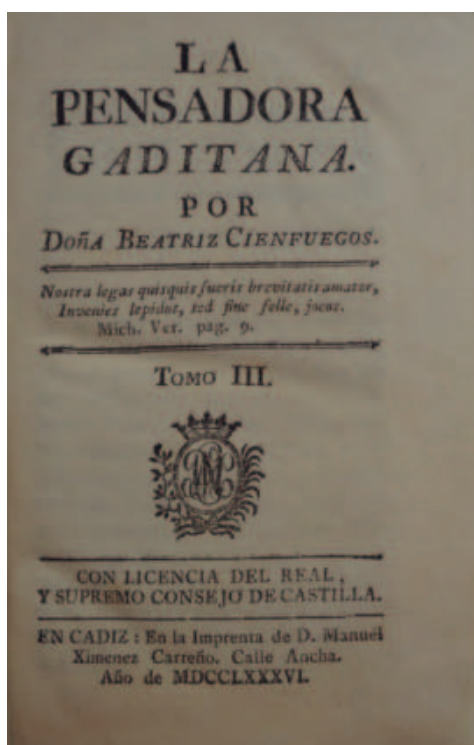 LA
PENSADORA
GADITANA.
POR
DOÑA BEATRIZ CIENFUEGOS.
Nostra legas quisquis fueris brevitatis amator,
Invenies lepidos, sed sine felle, jocos.
Mich. Ver. pag. 9.
TOMO III.
CON LICENCIA DEL REAL,
Y SUPREMO CONSEJO DE CASTILLA.
EN CADIZ: En la Imprenta de D. Manuel
Ximenez Carreño. Calle Ancha.
Año de MDCCLXXXVI.